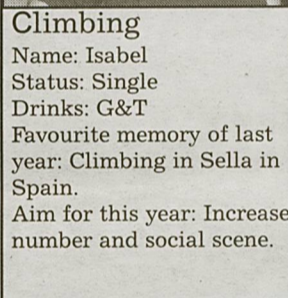 Climbing
Name: Isabel
Status: Single
Drinks: G&T
Favourite memory of last
year: Climbing in Sella in
Spain.
Aim for this year: Increase
number and social scene.